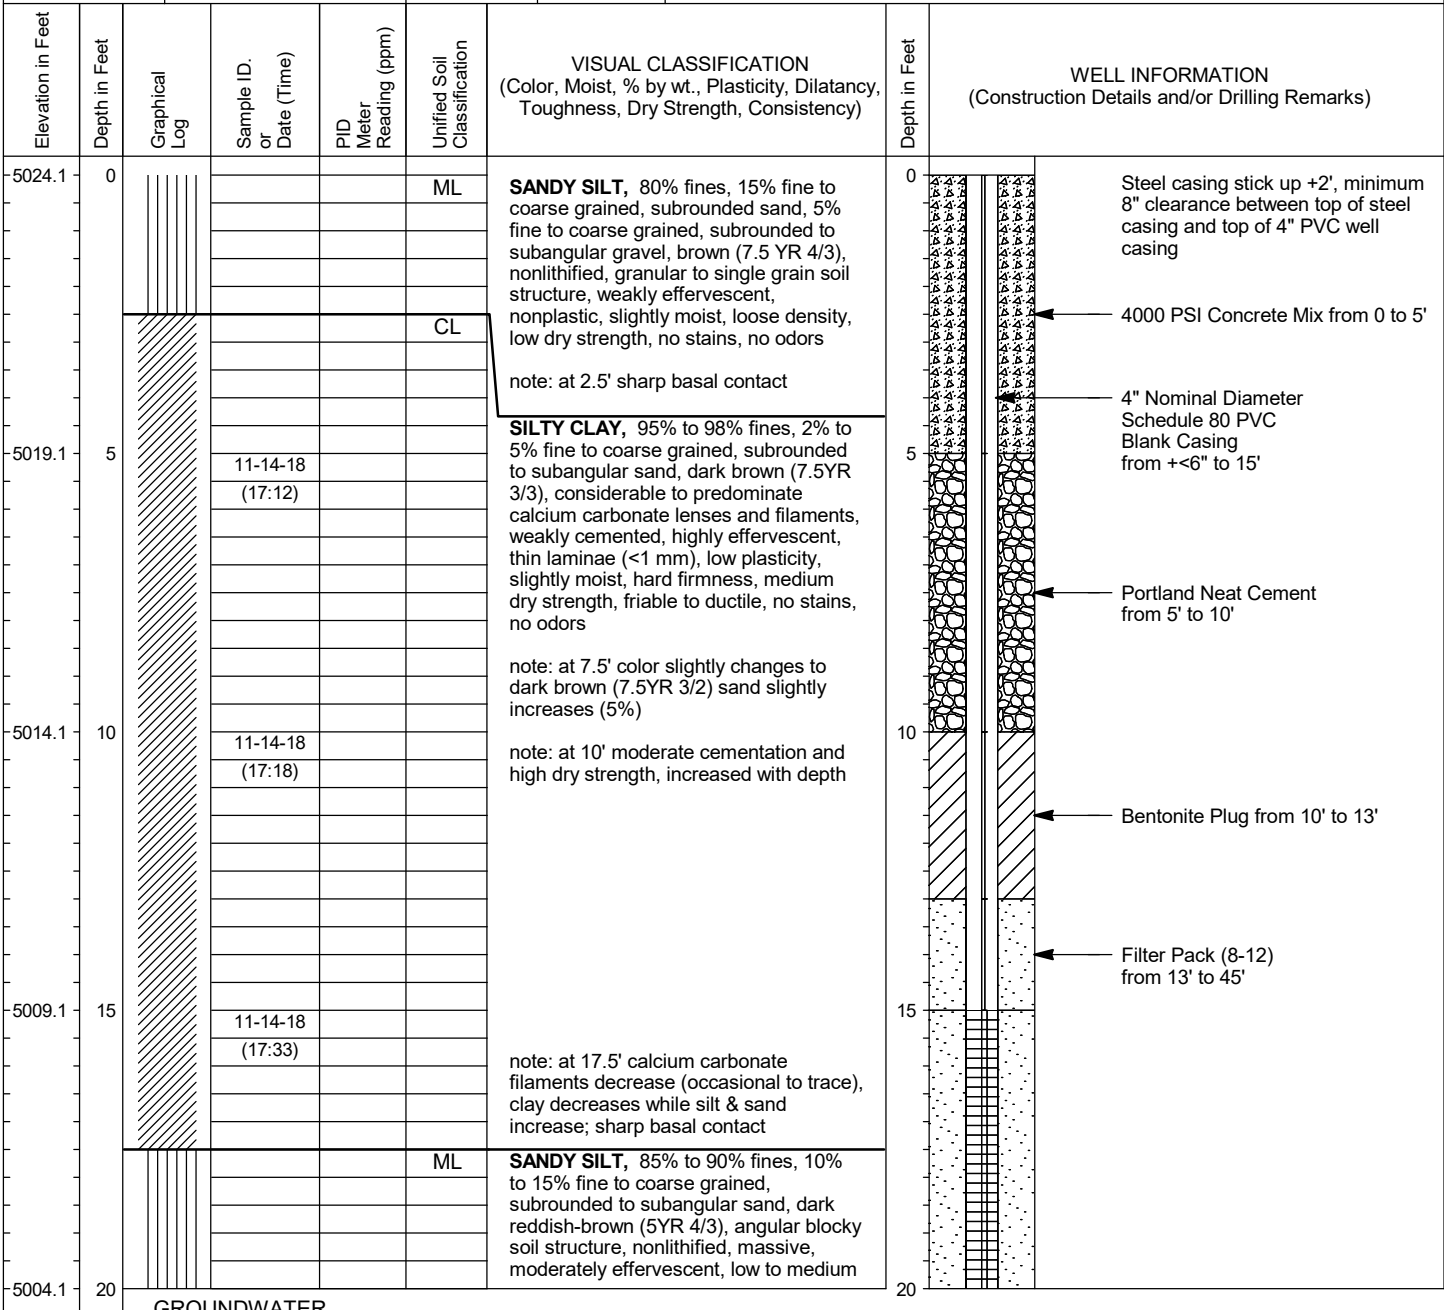 Elevation in Feet
Depth in Feet
Graphical
Log
Sample ID.
or
Date (Time)
PID
Meter
Reading (ppm)
Unified Soil
Classification
VISUAL CLASSIFICATION
(Color, Moist, % by wt., Plasticity, Dilatancy,
Toughness, Dry Strength, Consistency)
Depth in Feet
WELL INFORMATION
(Construction Details and/or Drilling Remarks)
5024.1
0
ML
SANDY SILT, 80% fines, 15% fine to
coarse grained, subrounded sand, 5%
fine to coarse grained, subrounded to
subangular gravel, brown (7.5 YR 4/3),
nonlithified, granular to single grain soil
structure, weakly effervescent,
nonplastic, slightly moist, loose density,
low dry strength, no stains, no odors
note: at 2.5' sharp basal contact
CL
SILTY CLAY, 95% to 98% fines, 2% to
5% fine to coarse grained, subrounded
to subangular sand, dark brown (7.5YR
3/3), considerable to predominate
calcium carbonate lenses and filaments,
weakly cemented, highly effervescent,
thin laminae (<1 mm), low plasticity,
slightly moist, hard firmness, medium
dry strength, friable to ductile, no stains,
no odors
note: at 7.5' color slightly changes to
dark brown (7.5YR 3/2) sand slightly
increases (5%)
note: at 10' moderate cementation and
high dry strength, increased with depth
note: at 17.5' calcium carbonate
filaments decrease (occasional to trace),
clay decreases while silt & sand
increase; sharp basal contact
5019.1
5
11-14-18
(17:12)
5014.1
10
11-14-18
(17:18)
5009.1
15
11-14-18
(17:33)
ML
SANDY SILT, 85% to 90% fines, 10%
to 15% fine to coarse grained,
subrounded to subangular sand, dark
reddish-brown (5YR 4/3), angular blocky
soil structure, nonlithified, massive,
moderately effervescent, low to medium
5004.1
20
0
5
10
15
20
Steel casing stick up +2', minimum
8" clearance between top of steel
casing and top of 4" PVC well
casing
4000 PSI Concrete Mix from 0 to 5'
4" Nominal Diameter
Schedule 80 PVC
Blank Casing
from +<6" to 15'
Portland Neat Cement
from 5' to 10'
Bentonite Plug from 10' to 13'
Filter Pack (8-12)
from 13' to 45'
GROUNDWATER